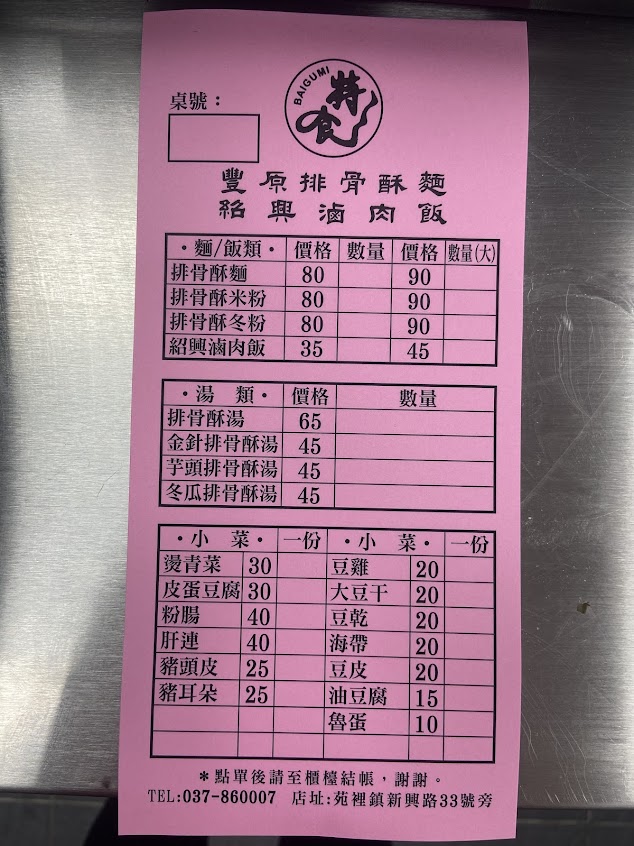 BAIGUMI
特食
桌號：
豐原排骨酥麵
紹興滷肉飯
・麵/飯類・ 價格 數量 價格 數量(大)
排骨酥麵 80 90
排骨酥米粉 80 90
排骨酥冬粉 80 90
紹興滷肉飯 35 45
・湯 類・ 價格 數量
排骨酥湯 65
金針排骨酥湯 45
芋頭排骨酥湯 45
冬瓜排骨酥湯 45
・小 菜・ 一份 ・小 菜・ 一份
燙青菜 30 豆雞 20
皮蛋豆腐 30 大豆干 20
粉腸 40 豆乾 20
肝連 40 海帶 20
豬頭皮 25 豆皮 20
豬耳朵 25 油豆腐 15
魯蛋 10
＊點單後請至櫃檯結帳，謝謝。
TEL:037-860007 店址:苑裡鎮新興路33號旁